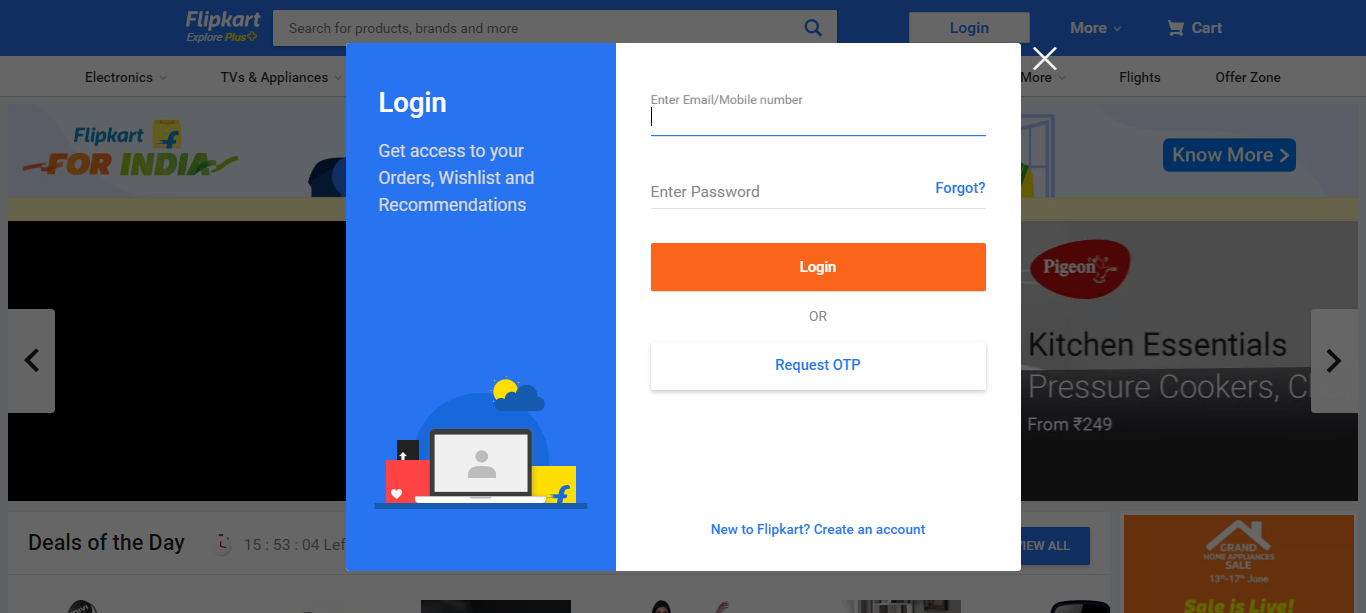 Flipkart
Explore Plus
Search for products, brands and more
Login
More
Cart
Electronics
TVs & Appliances
More
Flights
Offer Zone
Flipkart
FOR INDIA
Know More
Login
Get access to your
Orders, Wishlist and
Recommendations
Enter Email/Mobile number
Enter Password
Forgot?
Login
OR
Request OTP
New to Flipkart? Create an account
Pigeon
Kitchen Essentials
Pressure Cookers, C
From ₹249
Deals of the Day
15 : 53 : 04 Lef
VIEW ALL
GRAND
HOME APPLIANCES
SALE
13th-17th June
Sale is Live!